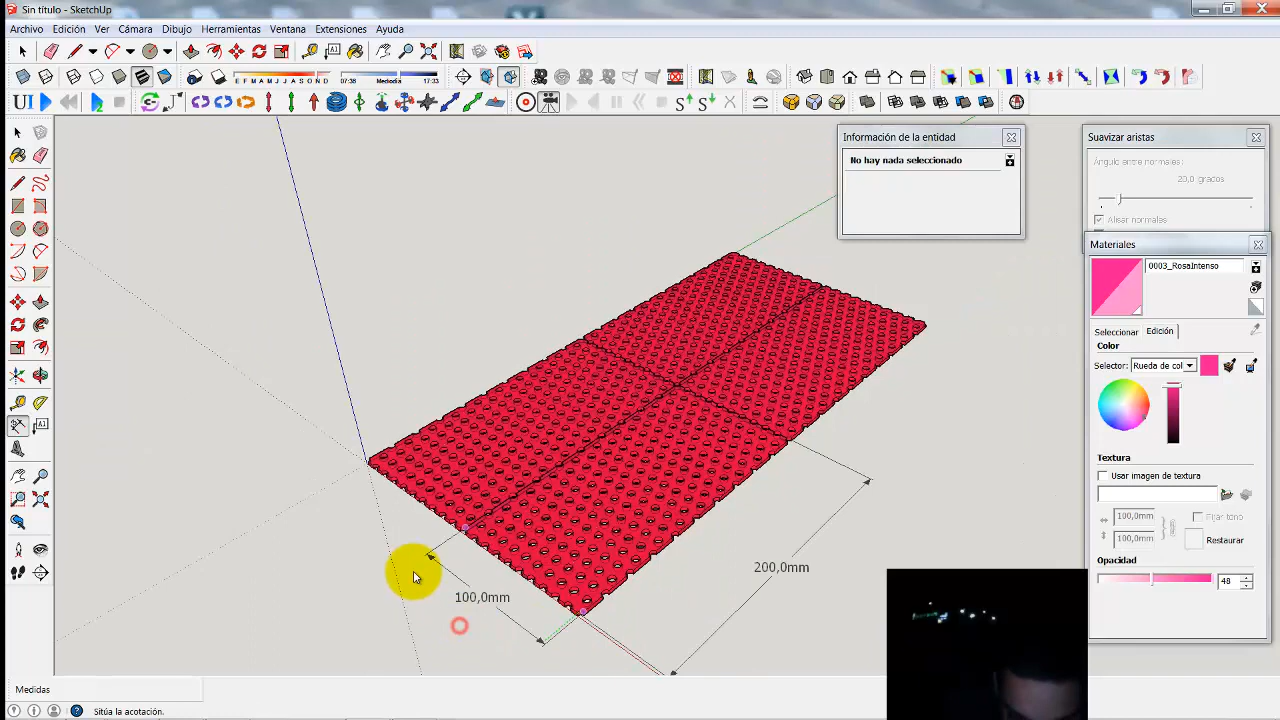 Sin título - SketchUp
Archivo Edición Ver Cámara Dibujo Herramientas Ventana Extensiones Ayuda
E F M A M J J A S O N D 07:38 Mediodía 17:33
UI
Información de la entidad
No hay nada seleccionado
Suavizar aristas
Ángulo entre normales:
20,0 grados
Alisar normales
Materiales
0003_RosaIntenso
Seleccionar Edición
Color
Selector: Rueda de col
Textura
Usar imagen de textura
100,0mm
Fijar tono
100,0mm
Restaurar
Opacidad
48
200,0mm
100,0mm
Medidas
Sitúa la acotación.